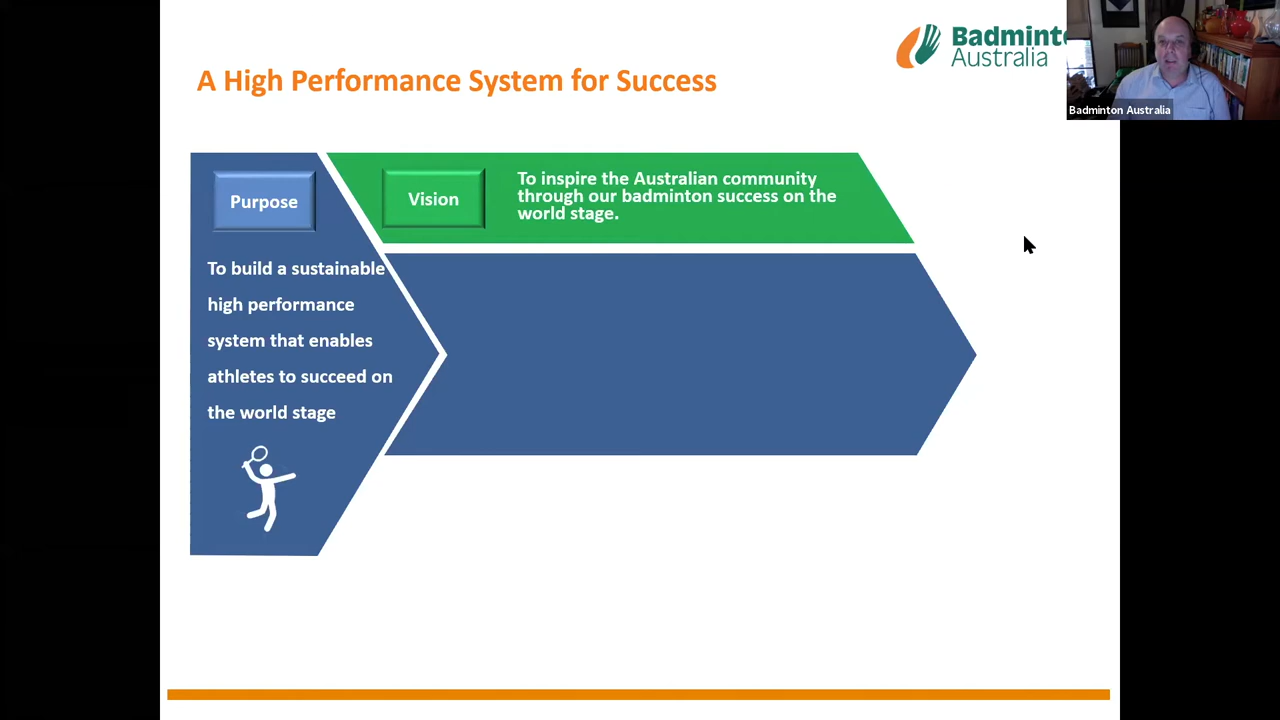 A High Performance System for Success
Badminto
Australia
Badminton Australia
Purpose
To build a sustainable
high performance
system that enables
athletes to succeed on
the world stage
Vision
To inspire the Australian community
through our badminton success on the
world stage.